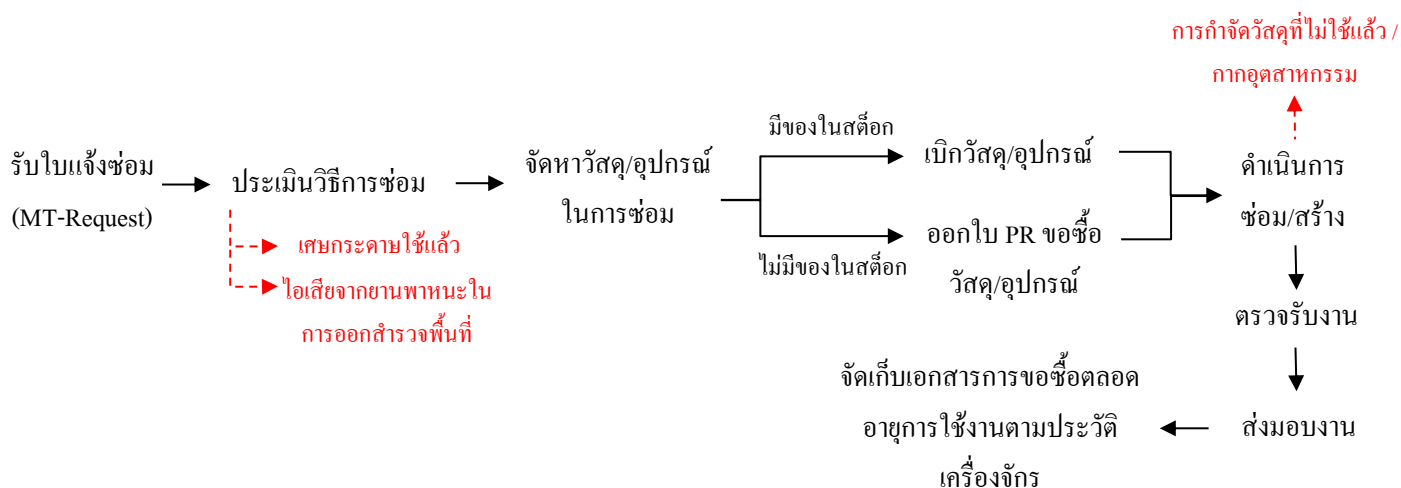 การกำจัดวัสดุที่ไม่ใช้แล้ว /
กากอุตสาหกรรม
รับใบแจ้งซ่อม
(MT-Request)
ประเมินวิธีการซ่อม
เศษกระดาษใช้แล้ว
ไอเสียจากยานพาหนะใน
การออกสำรวจพื้นที่
จัดหาวัสดุ/อุปกรณ์
ในการซ่อม
มีของในสต็อก
ไม่มีของในสต็อก
เบิกวัสดุ/อุปกรณ์
ออกใบ PR ขอซื้อ
วัสดุ/อุปกรณ์
ดำเนินการ
ซ่อม/สร้าง
ตรวจรับงาน
ส่งมอบงาน
จัดเก็บเอกสารการขอซื้อตลอด
อายุการใช้งานตามประวัติ
เครื่องจักร